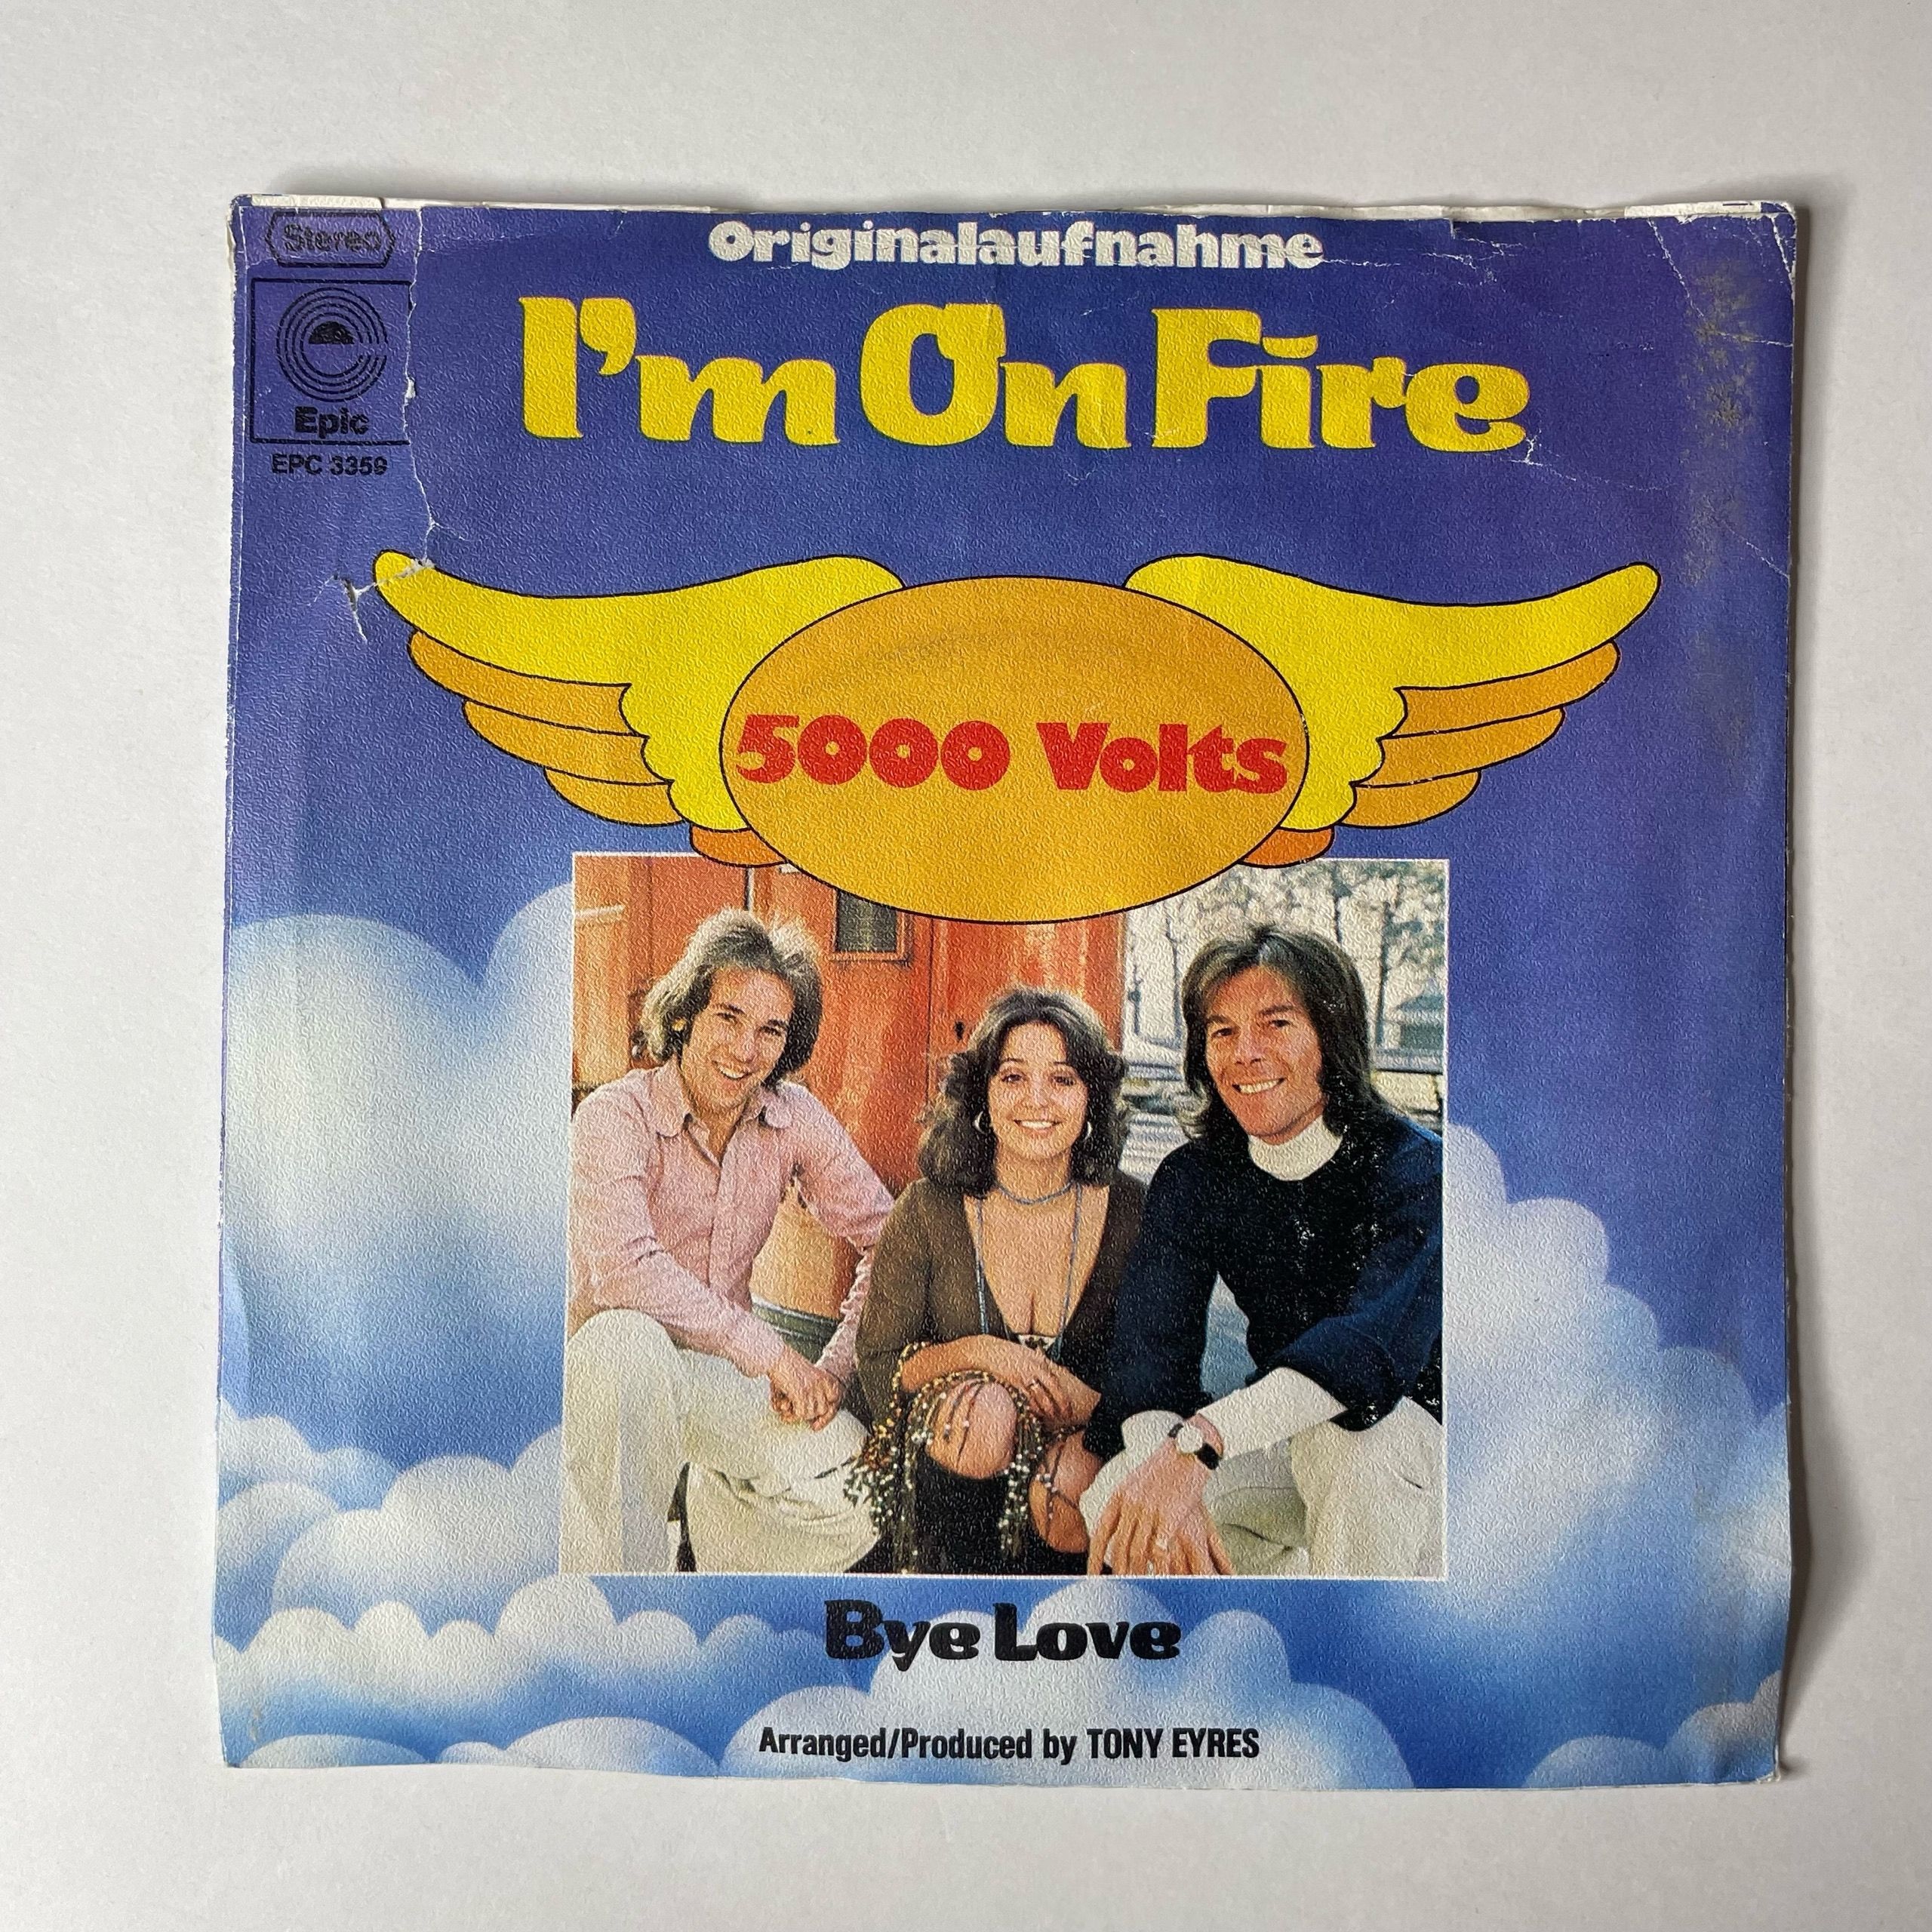 Originalaufnahme
Stereo
I'm On Fire
Epic
EPC 3359
5000 Volts
Bye Love
Arranged/Produced by TONY EYRES